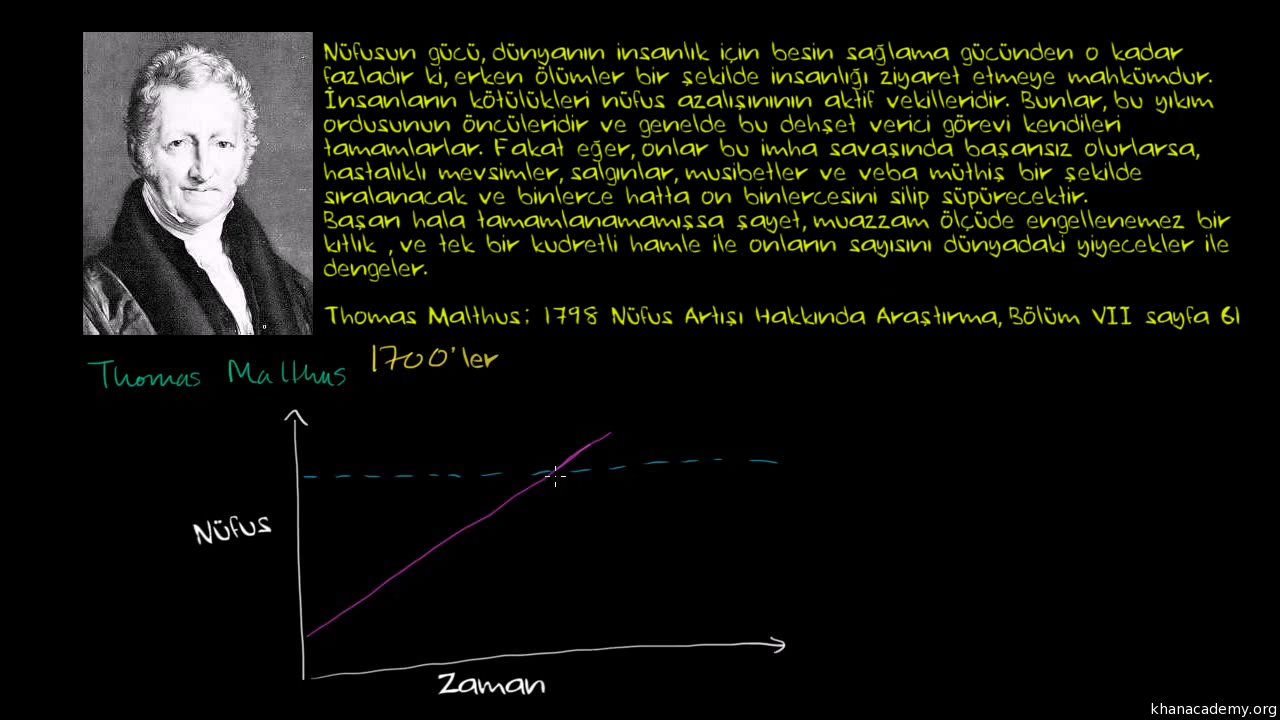 Nüfusun gücü, dünyanın insanlık için besin sağlama gücünden o kadar
fazladır ki, erken ölümler bir şekilde insanlığı ziyaret etmeye mahkümdur.
İnsanların kötülükleri nüfus azalışınının aktif vekilleridir. Bunlar, bu yıkım
ordusunun öncüleridir ve genelde bu dehşet verici görevi kendileri
tamamlarlar. Fakat eğer, onlar bu imha savaşında başarısız olurlarsa,
hastalıklı mevsimler, salgınlar, musibetler ve veba müthiş bir şekilde
sıralanacak ve binlerce hatta on binlercesini silip süpürecektir.
Başarı hala tamamlanamamışsa şayet, muazzam ölçüde engellenemez bir
kıtlık , ve tek bir kudretli hamle ile onların sayısını dünyadaki yiyecekler ile
dengeler.
Thomas Malthus; 1798 Nüfus Artışı Hakkında Araştırma, Bölüm VII sayfa 61
Thomas Malthus 1700'ler
Nüfus
Zaman
khanacademy.org